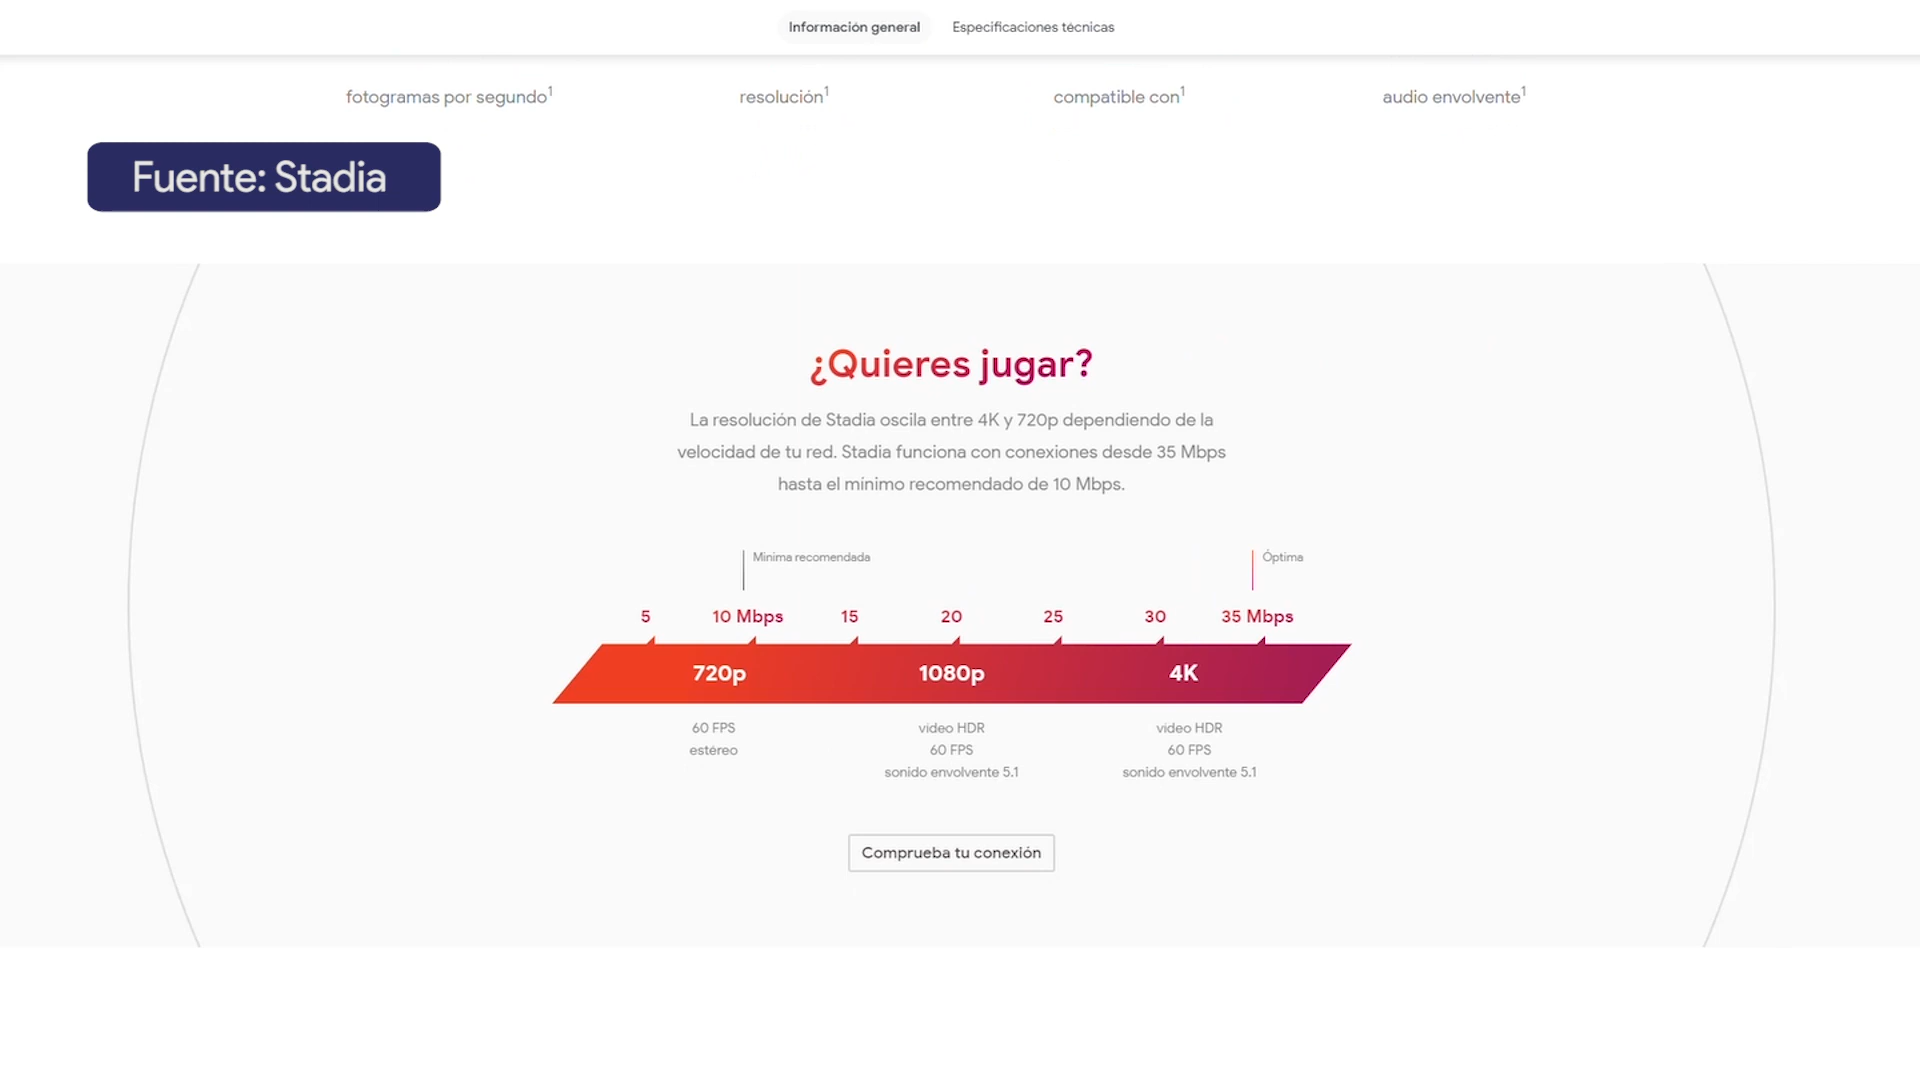 Información general
Especificaciones técnicas
fotogramas por segundo¹
resolución¹
compatible con¹
audio envolvente¹
Fuente: Stadia
¿Quieres jugar?
La resolución de Stadia oscila entre 4K y 720p dependiendo de la
velocidad de tu red. Stadia funciona con conexiones desde 35 Mbps
hasta el mínimo recomendado de 10 Mbps.
Mínima recomendada
Óptima
5 10 Mbps 15 20 25 30 35 Mbps
720p 1080p 4K
60 FPS
estéreo
video HDR
60 FPS
sonido envolvente 5.1
video HDR
60 FPS
sonido envolvente 5.1
Comprueba tu conexión